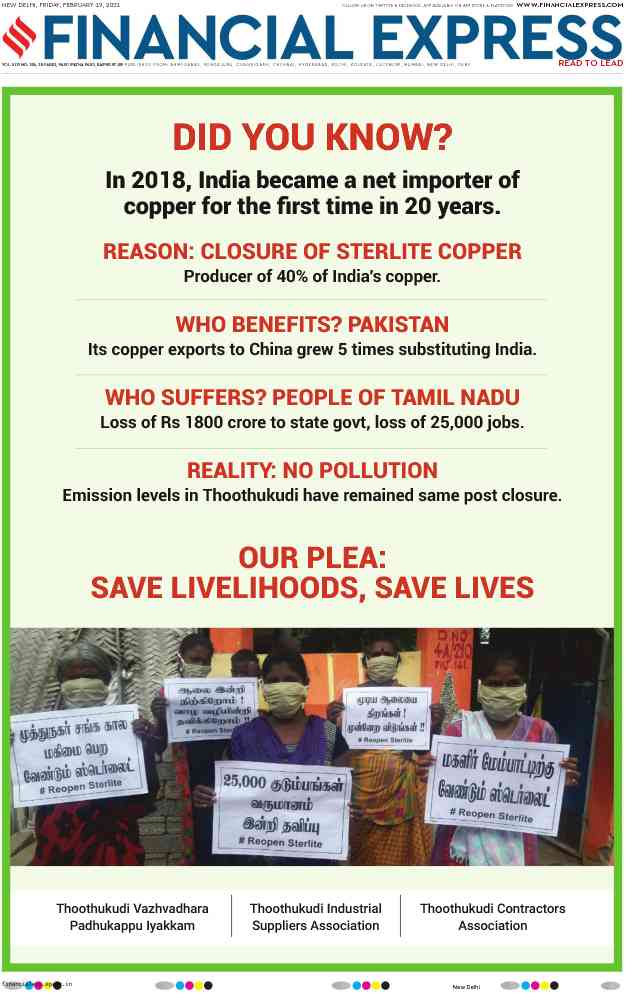 NEW DELHI, FRIDAY, FEBRUARY 19, 2021
WWW.FINANCIALEXPRESS.COM
FINANCIAL EXPRESS
READ TO LEAD
DID YOU KNOW?
In 2018, India became a net importer of
copper for the first time in 20 years.
REASON: CLOSURE OF STERLITE COPPER
Producer of 40% of India's copper.
WHO BENEFITS? PAKISTAN
Its copper exports to China grew 5 times substituting India.
WHO SUFFERS? PEOPLE OF TAMIL NADU
Loss of Rs 1800 crore to state govt, loss of 25,000 jobs.
REALITY: NO POLLUTION
Emission levels in Thoothukudi have remained same post closure.
OUR PLEA:
SAVE LIVELIHOODS, SAVE LIVES
D NO
முத்துநகர் சங்க கால
மகிமை பெற
வேண்டும் ஸ்டெர்லைட்
# Reopen Sterlite
ஆலை இன்றி
நிற்கிறோம் !
வாழ வழியின்றி
தவிக்கிறோம் !!
25,000 குடும்பங்கள்
வருமானம்
இன்றி தவிப்பு
# Reopen Sterlite
மூடிய ஆலையை
திறங்கள் !
முன்னேற விடுங்கள் !!
# Reopen Sterlite
மகளிர் மேம்பாட்டிற்கு
வேண்டும் ஸ்டெர்லைட்
# Reopen Sterlite
Thoothukudi Vazhvadhara
Padhukappu Iyakkam
Thoothukudi Industrial
Suppliers Association
Thoothukudi Contractors
Association
New Delhi